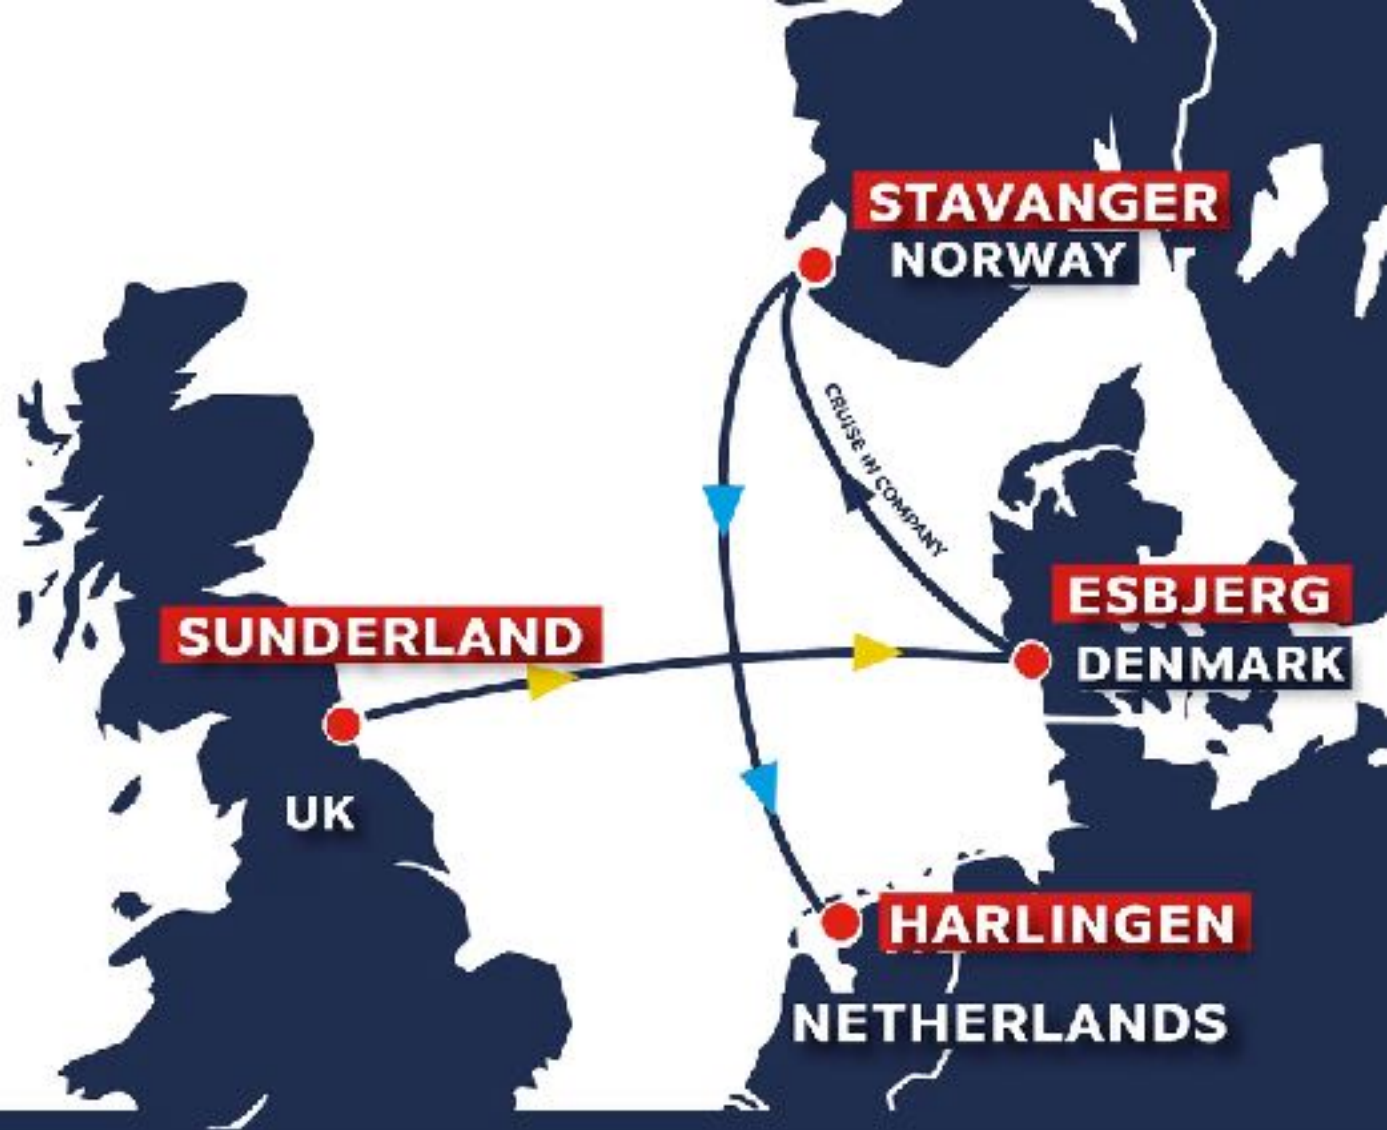 STAVANGER
NORWAY
CRUISE IN COMPANY
ESBJERG
DENMARK
SUNDERLAND
UK
HARLINGEN
NETHERLANDS